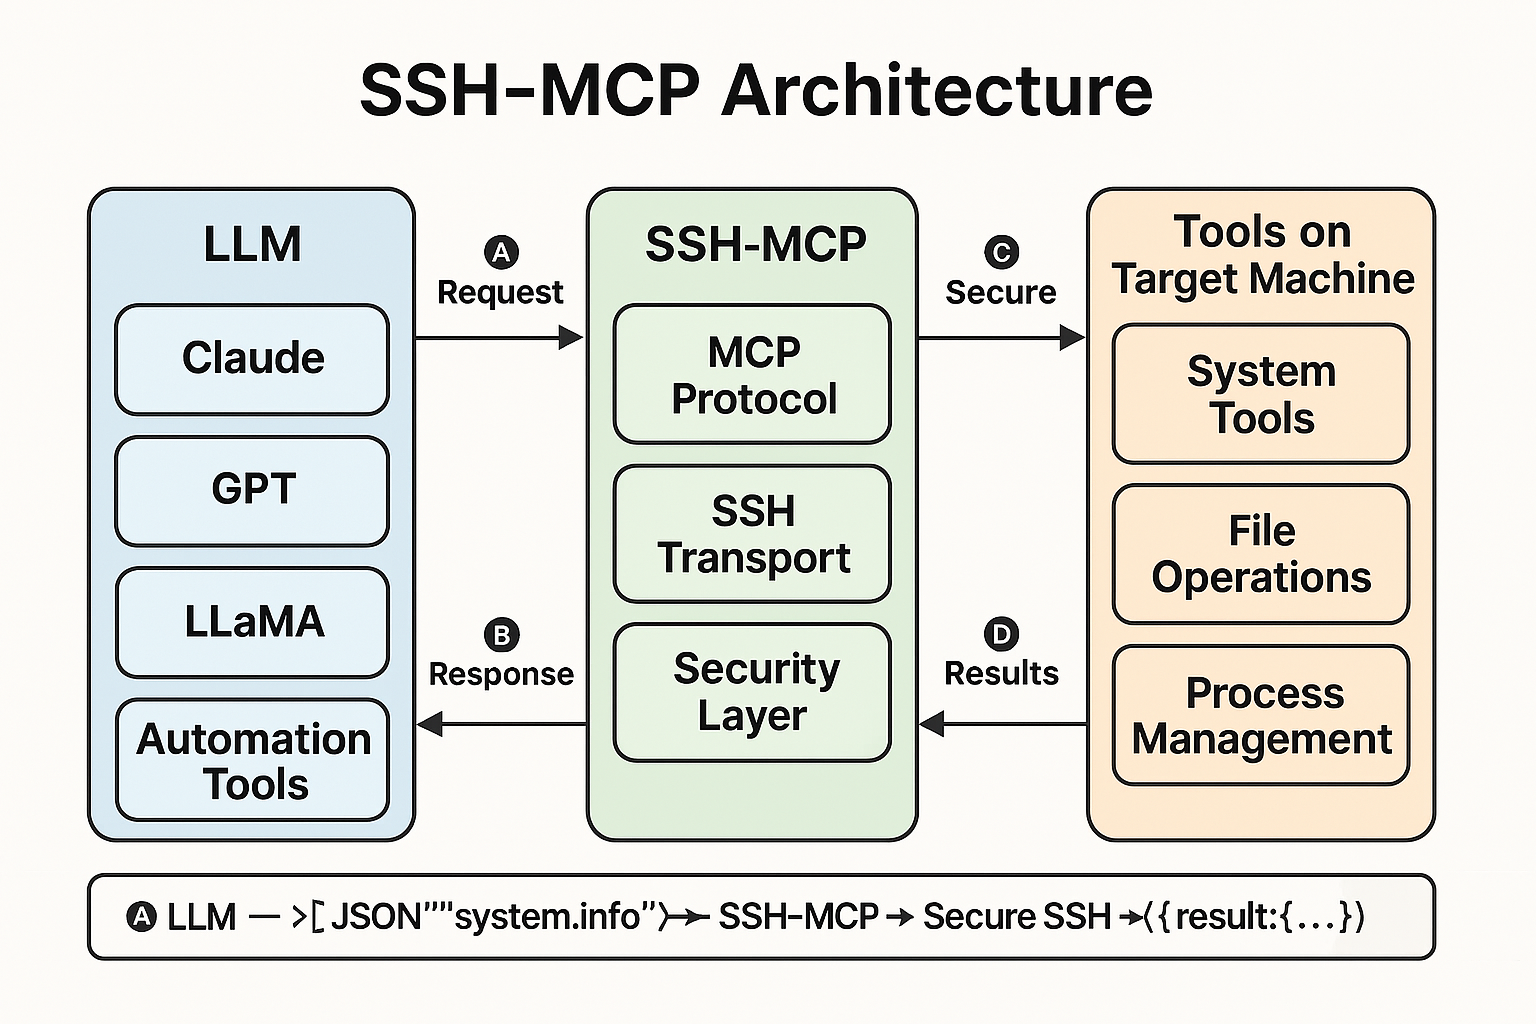 SSH-MCP Architecture
LLM
Claude
GPT
LLaMA
Automation
Tools
A
Request
B
Response
SSH-MCP
MCP
Protocol
SSH
Transport
Security
Layer
C
Secure
D
Results
Tools on
Target Machine
System
Tools
File
Operations
Process
Management
A LLM — >[ JSON"""system.info")→ SSH-MCP → Secure SSH →({result:{...})